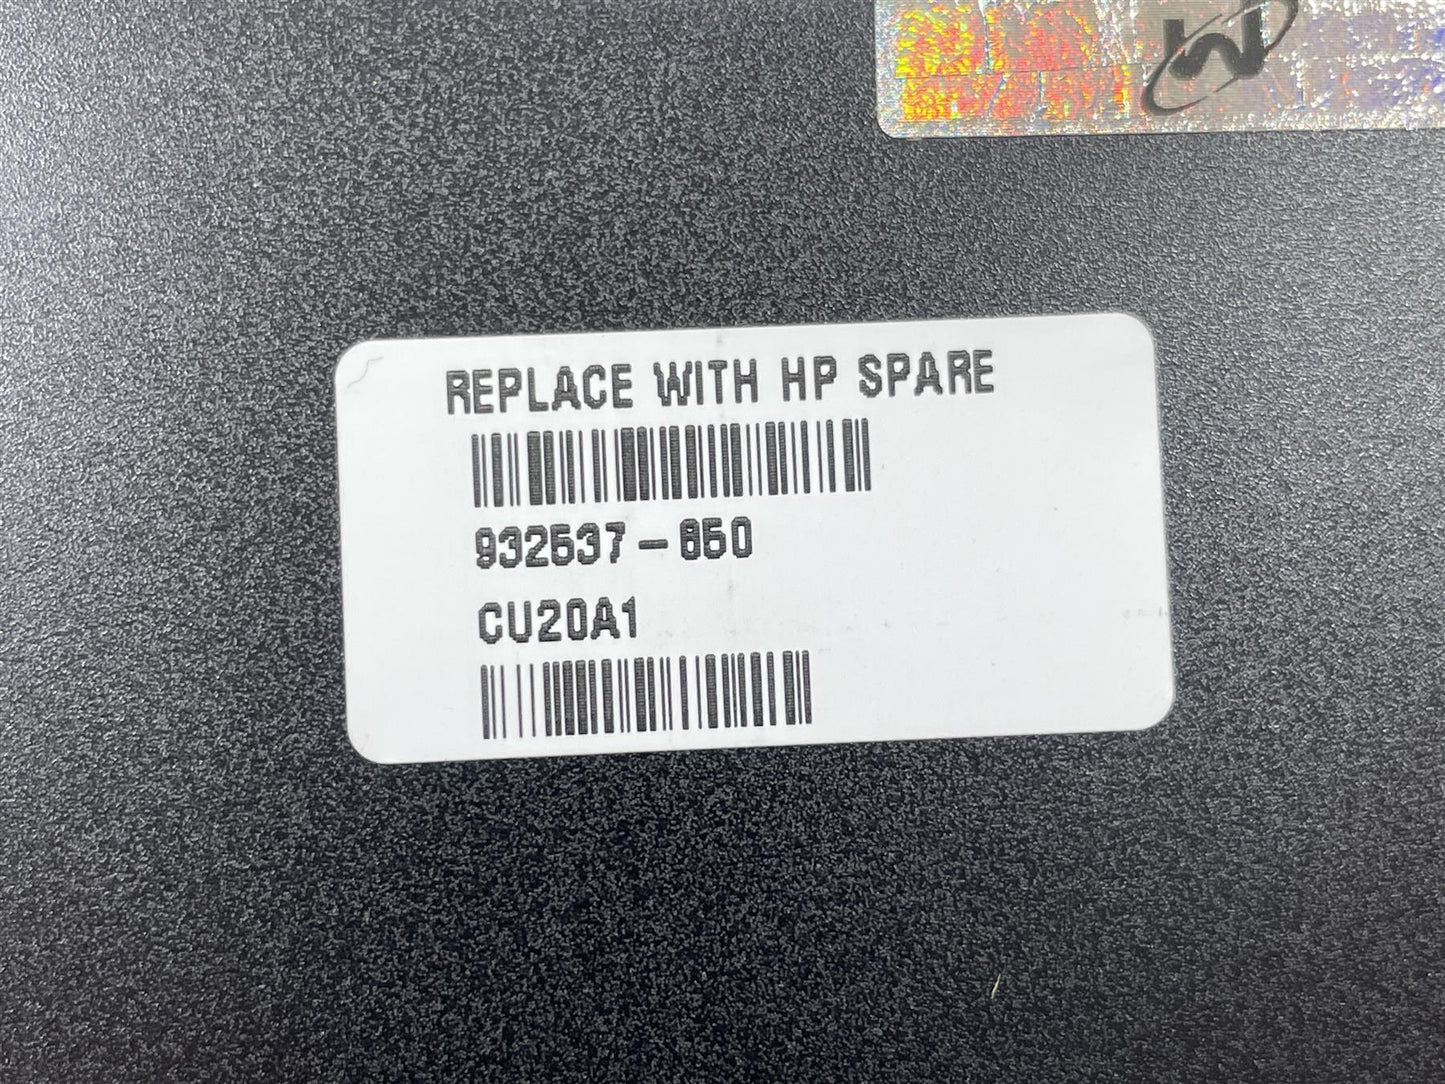 REPLACE WITH HP SPARE
932537-850
CU20A1